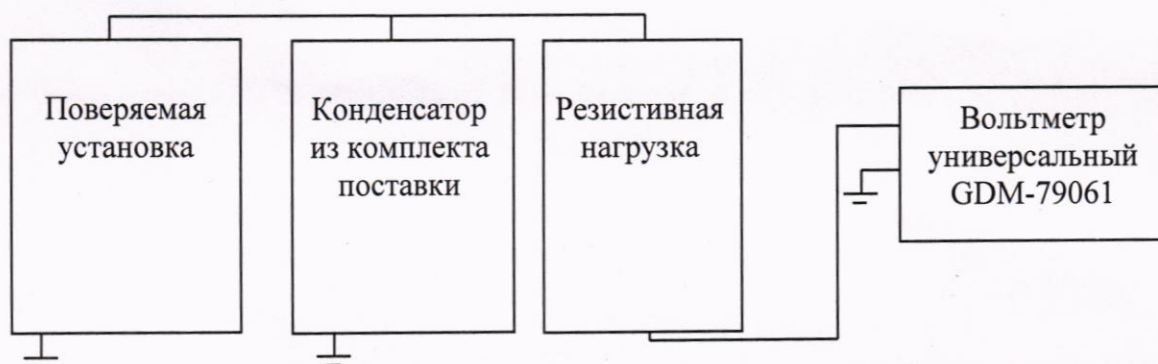 Поверяемая
установка
Конденсатор
из комплекта
поставки
Резистивная
нагрузка
Вольтметр
универсальный
GDM-79061